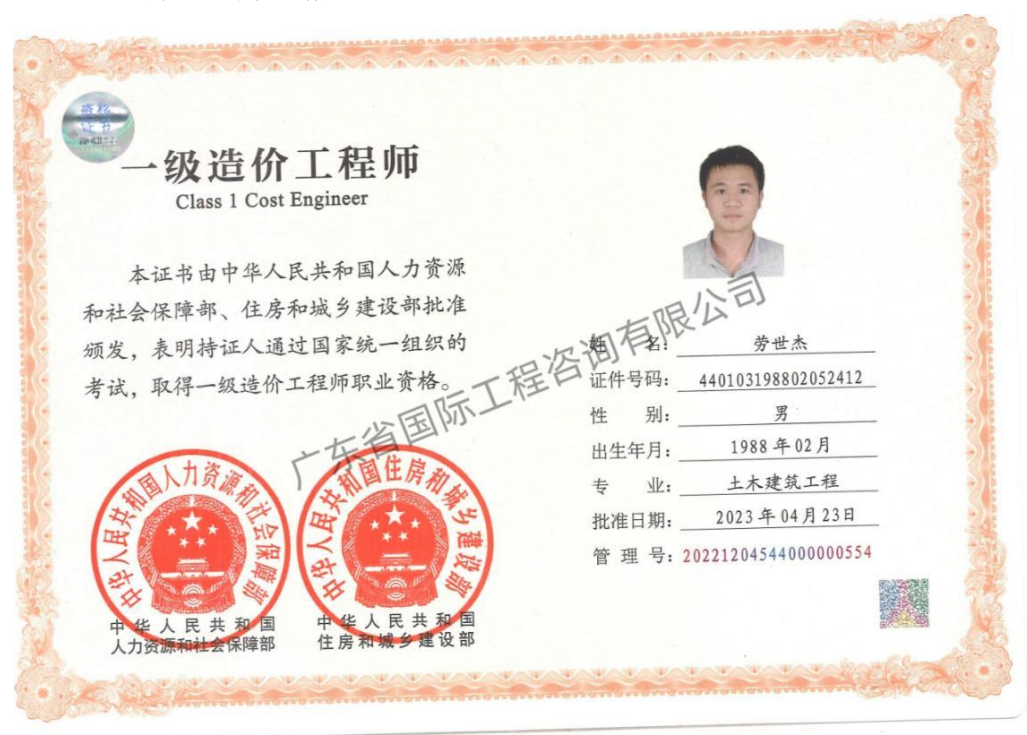 资格
证书
一级造价工程师
Class 1 Cost Engineer
本证书由中华人民共和国人力资源
和社会保障部、住房和城乡建设部批准
颁发，表明持证人通过国家统一组织的
考试，取得一级造价工程师职业资格。
中华人民共和国人力资源和社会保障部
中华人民共和国住房和城乡建设部
中华人民共和国
人力资源和社会保障部
中华人民共和国
住房和城乡建设部
姓 名：劳世杰
证件号码：440103198802052412
性 别：男
出生年月：1988年02月
专 业：土木建筑工程
批准日期：2023年04月23日
管 理 号：20221204544000000554
广东省国际工程咨询有限公司